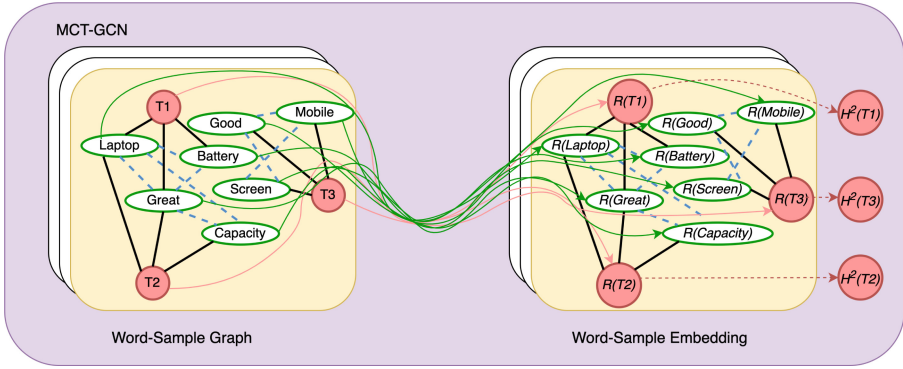 MCT-GCN
T1
Good
Mobile
Laptop
Battery
Screen
T3
Great
Capacity
T2
Word-Sample Graph
R(T1)
R(Good)
R(Mobile)
R(Laptop)
R(Battery)
R(Screen)
R(T3)
R(Great)
R(Capacity)
R(T2)
Word-Sample Embedding
H²(T1)
H²(T3)
H²(T2)